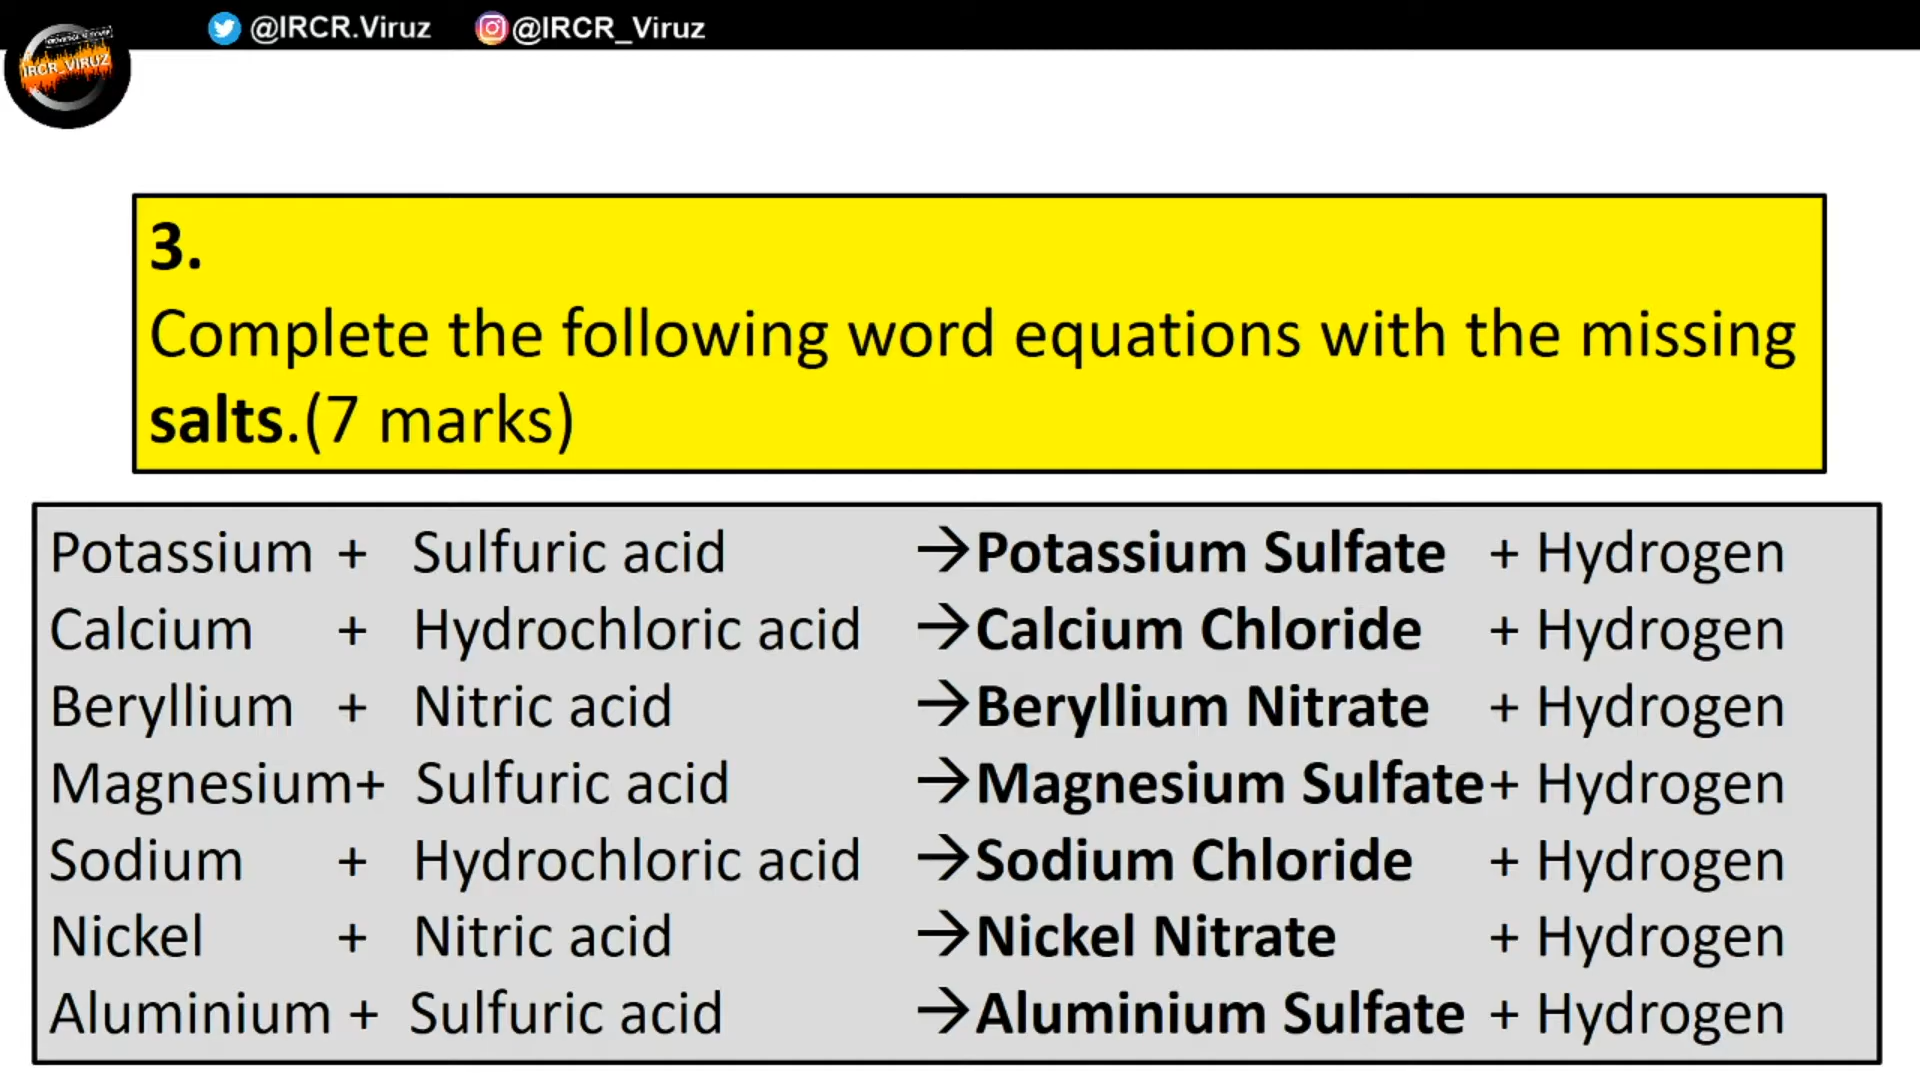 @IRCR.Viruz @IRCR_Viruz
IRCR_VIRUZ
3.
Complete the following word equations with the missing
salts.(7 marks)
Potassium + Sulfuric acid →Potassium Sulfate + Hydrogen
Calcium + Hydrochloric acid →Calcium Chloride + Hydrogen
Beryllium + Nitric acid →Beryllium Nitrate + Hydrogen
Magnesium+ Sulfuric acid →Magnesium Sulfate+ Hydrogen
Sodium + Hydrochloric acid →Sodium Chloride + Hydrogen
Nickel + Nitric acid →Nickel Nitrate + Hydrogen
Aluminium + Sulfuric acid →Aluminium Sulfate + Hydrogen